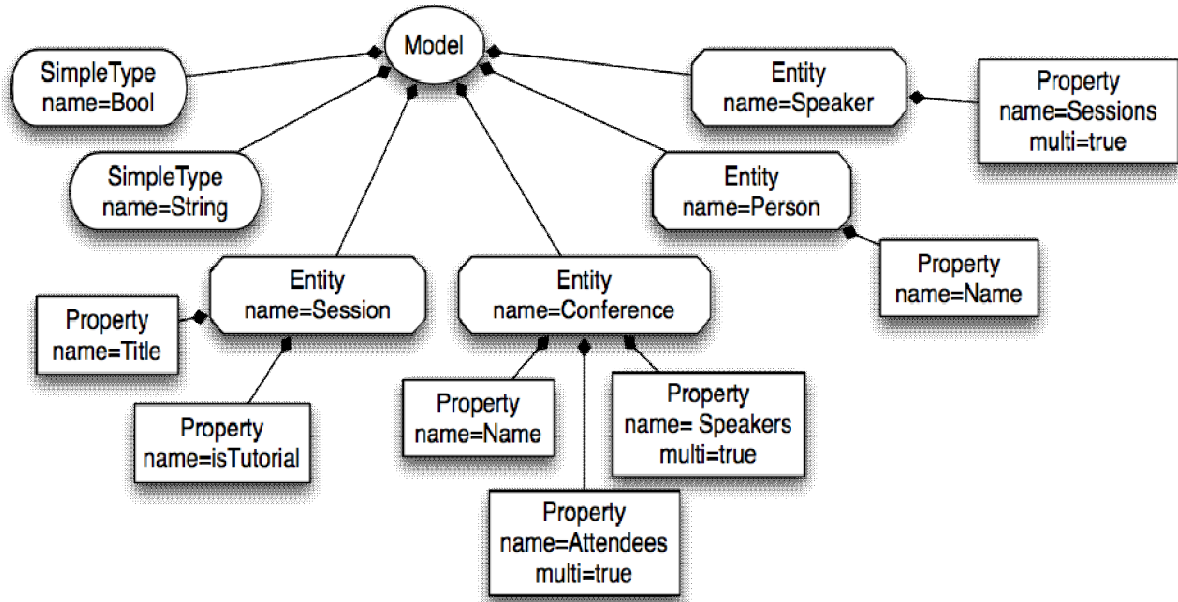 Model
SimpleType
name=Bool
Entity
name=Speaker
Property
name=Sessions
multi=true
SimpleType
name=String
Entity
name=Person
Property
name=Name
Entity
name=Session
Entity
name=Conference
Property
name=Title
Property
name=isTutorial
Property
name=Name
Property
name= Speakers
multi=true
Property
name=Attendees
multi=true